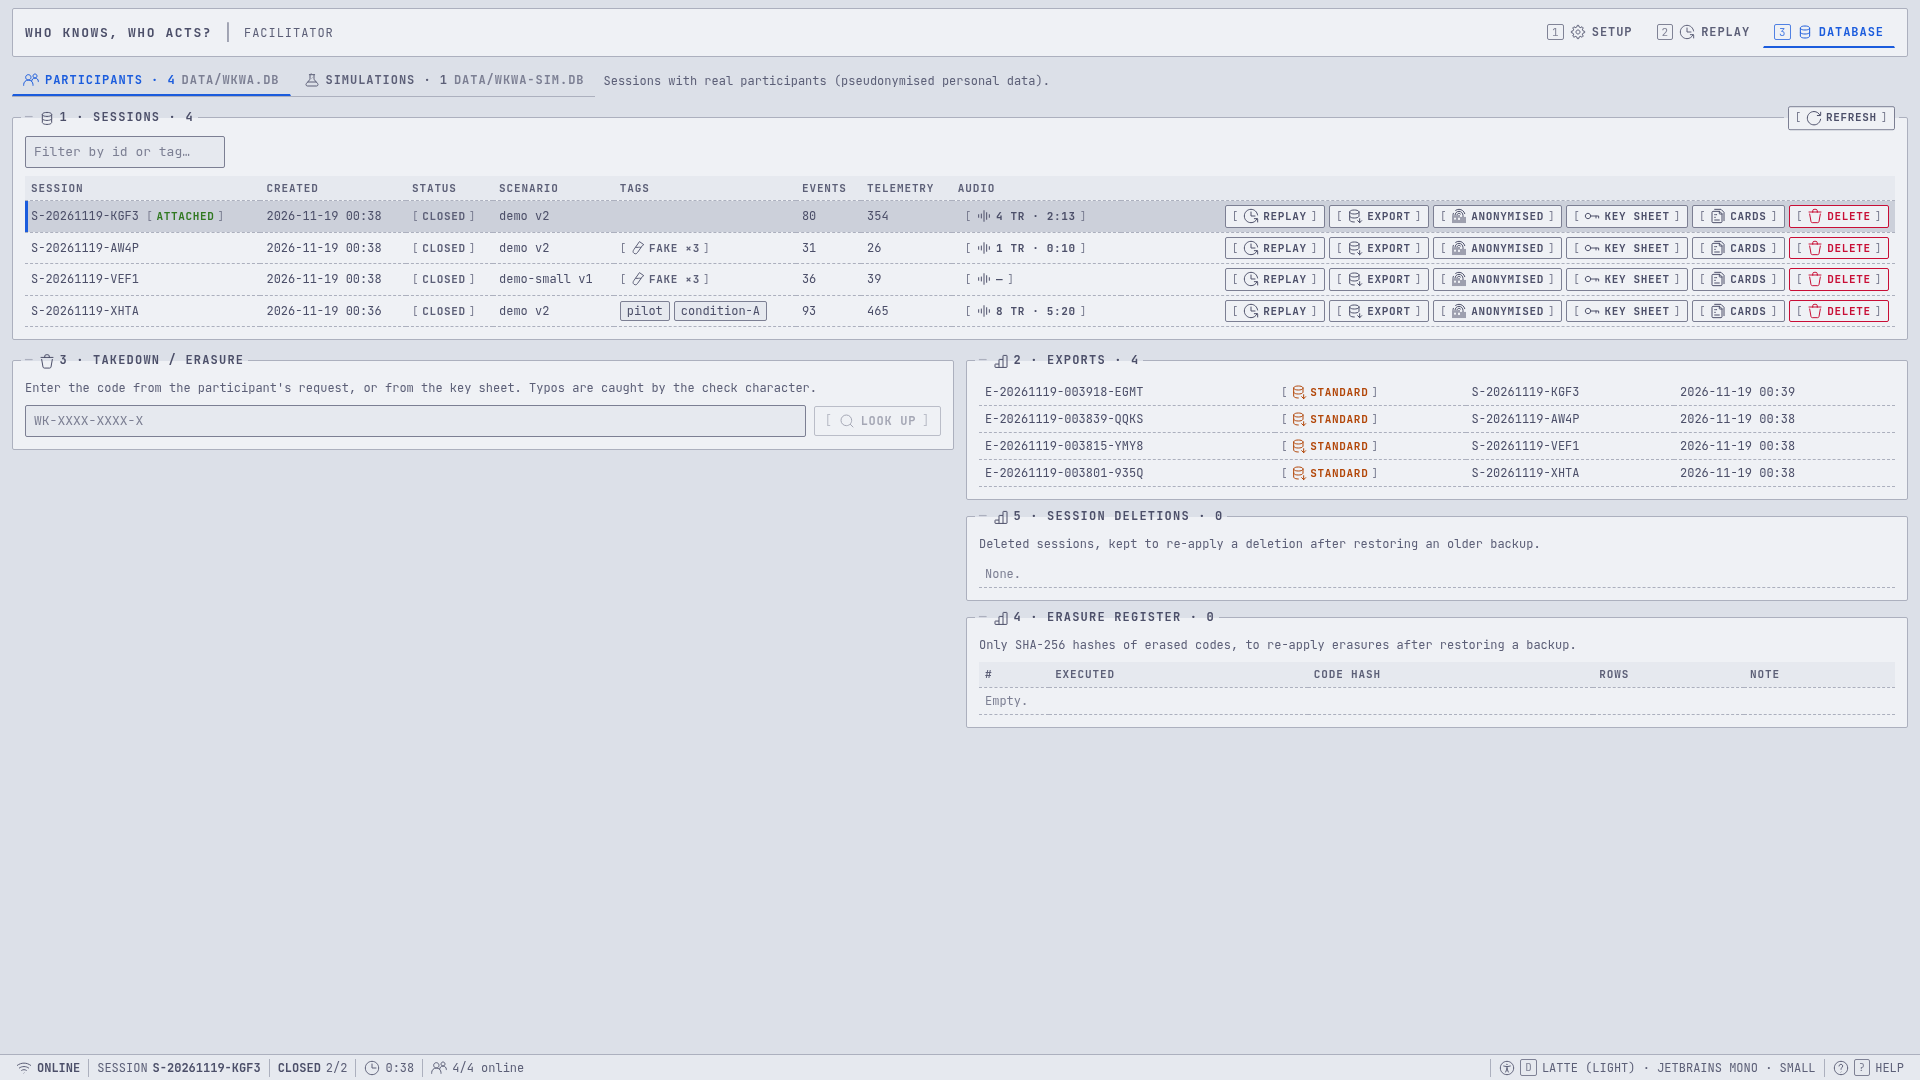 WHO KNOWS, WHO ACTS? FACILITATOR 1 SETUP 2 REPLAY 3 DATABASE
PARTICIPANTS · 4 DATA/WKWA.DB SIMULATIONS · 1 DATA/WKWA-SIM.DB Sessions with real participants (pseudonymised personal data).
1 · SESSIONS · 4 [ REFRESH ]
Filter by id or tag…
SESSION CREATED STATUS SCENARIO TAGS EVENTS TELEMETRY AUDIO
S-20261119-KGF3 [ ATTACHED ] 2026-11-19 00:38 [ CLOSED ] demo v2 80 354 [ 4 TR · 2:13 ] [ REPLAY ] [ EXPORT ] [ ANONYMISED ] [ KEY SHEET ] [ CARDS ] [ DELETE ]
S-20261119-AW4P 2026-11-19 00:38 [ CLOSED ] demo v2 [ FAKE ×3 ] 31 26 [ 1 TR · 0:10 ] [ REPLAY ] [ EXPORT ] [ ANONYMISED ] [ KEY SHEET ] [ CARDS ] [ DELETE ]
S-20261119-VEF1 2026-11-19 00:38 [ CLOSED ] demo-small v1 [ FAKE ×3 ] 36 39 [ – ] [ REPLAY ] [ EXPORT ] [ ANONYMISED ] [ KEY SHEET ] [ CARDS ] [ DELETE ]
S-20261119-XHTA 2026-11-19 00:36 [ CLOSED ] demo v2 pilot condition-A 93 465 [ 8 TR · 5:20 ] [ REPLAY ] [ EXPORT ] [ ANONYMISED ] [ KEY SHEET ] [ CARDS ] [ DELETE ]
3 · TAKEDOWN / ERASURE
Enter the code from the participant's request, or from the key sheet. Typos are caught by the check character.
WK-XXXX-XXXX-X [ LOOK UP ]
2 · EXPORTS · 4
E-20261119-003918-EGMT [ STANDARD ] S-20261119-KGF3 2026-11-19 00:39
E-20261119-003839-QQKS [ STANDARD ] S-20261119-AW4P 2026-11-19 00:38
E-20261119-003815-YMY8 [ STANDARD ] S-20261119-VEF1 2026-11-19 00:38
E-20261119-003801-935Q [ STANDARD ] S-20261119-XHTA 2026-11-19 00:38
5 · SESSION DELETIONS · 0
Deleted sessions, kept to re-apply a deletion after restoring an older backup.
None.
4 · ERASURE REGISTER · 0
Only SHA-256 hashes of erased codes, to re-apply erasures after restoring a backup.
# EXECUTED CODE HASH ROWS NOTE
Empty.
ONLINE SESSION S-20261119-KGF3 CLOSED 2/2 0:38 4/4 online D LATTE (LIGHT) · JETBRAINS MONO · SMALL ? HELP